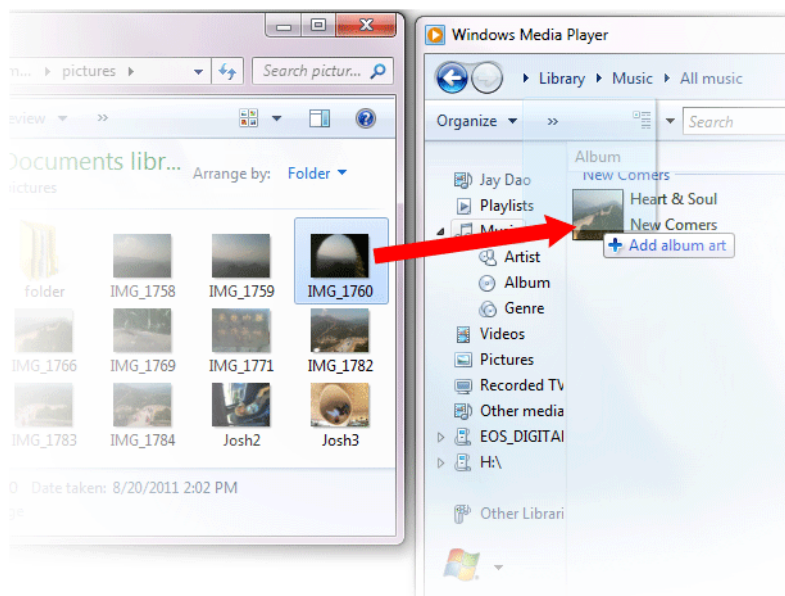 m... pictures
Search pictur...
eview »
Documents libr...
ictures
Arrange by: Folder
folder
IMG_1758
IMG_1759
IMG_1760
IMG_1766
IMG_1769
IMG_1771
IMG_1782
IMG_1783
IMG_1784
Josh2
Josh3
Date taken: 8/20/2011 2:02 PM
Windows Media Player
Library Music All music
Organize » Search
Album
New Comers
Heart & Soul
New Comers
+ Add album art
Jay Dao
Playlists
Music
Artist
Album
Genre
Videos
Pictures
Recorded TV
Other media
EOS_DIGITAL
H:\
Other Librari